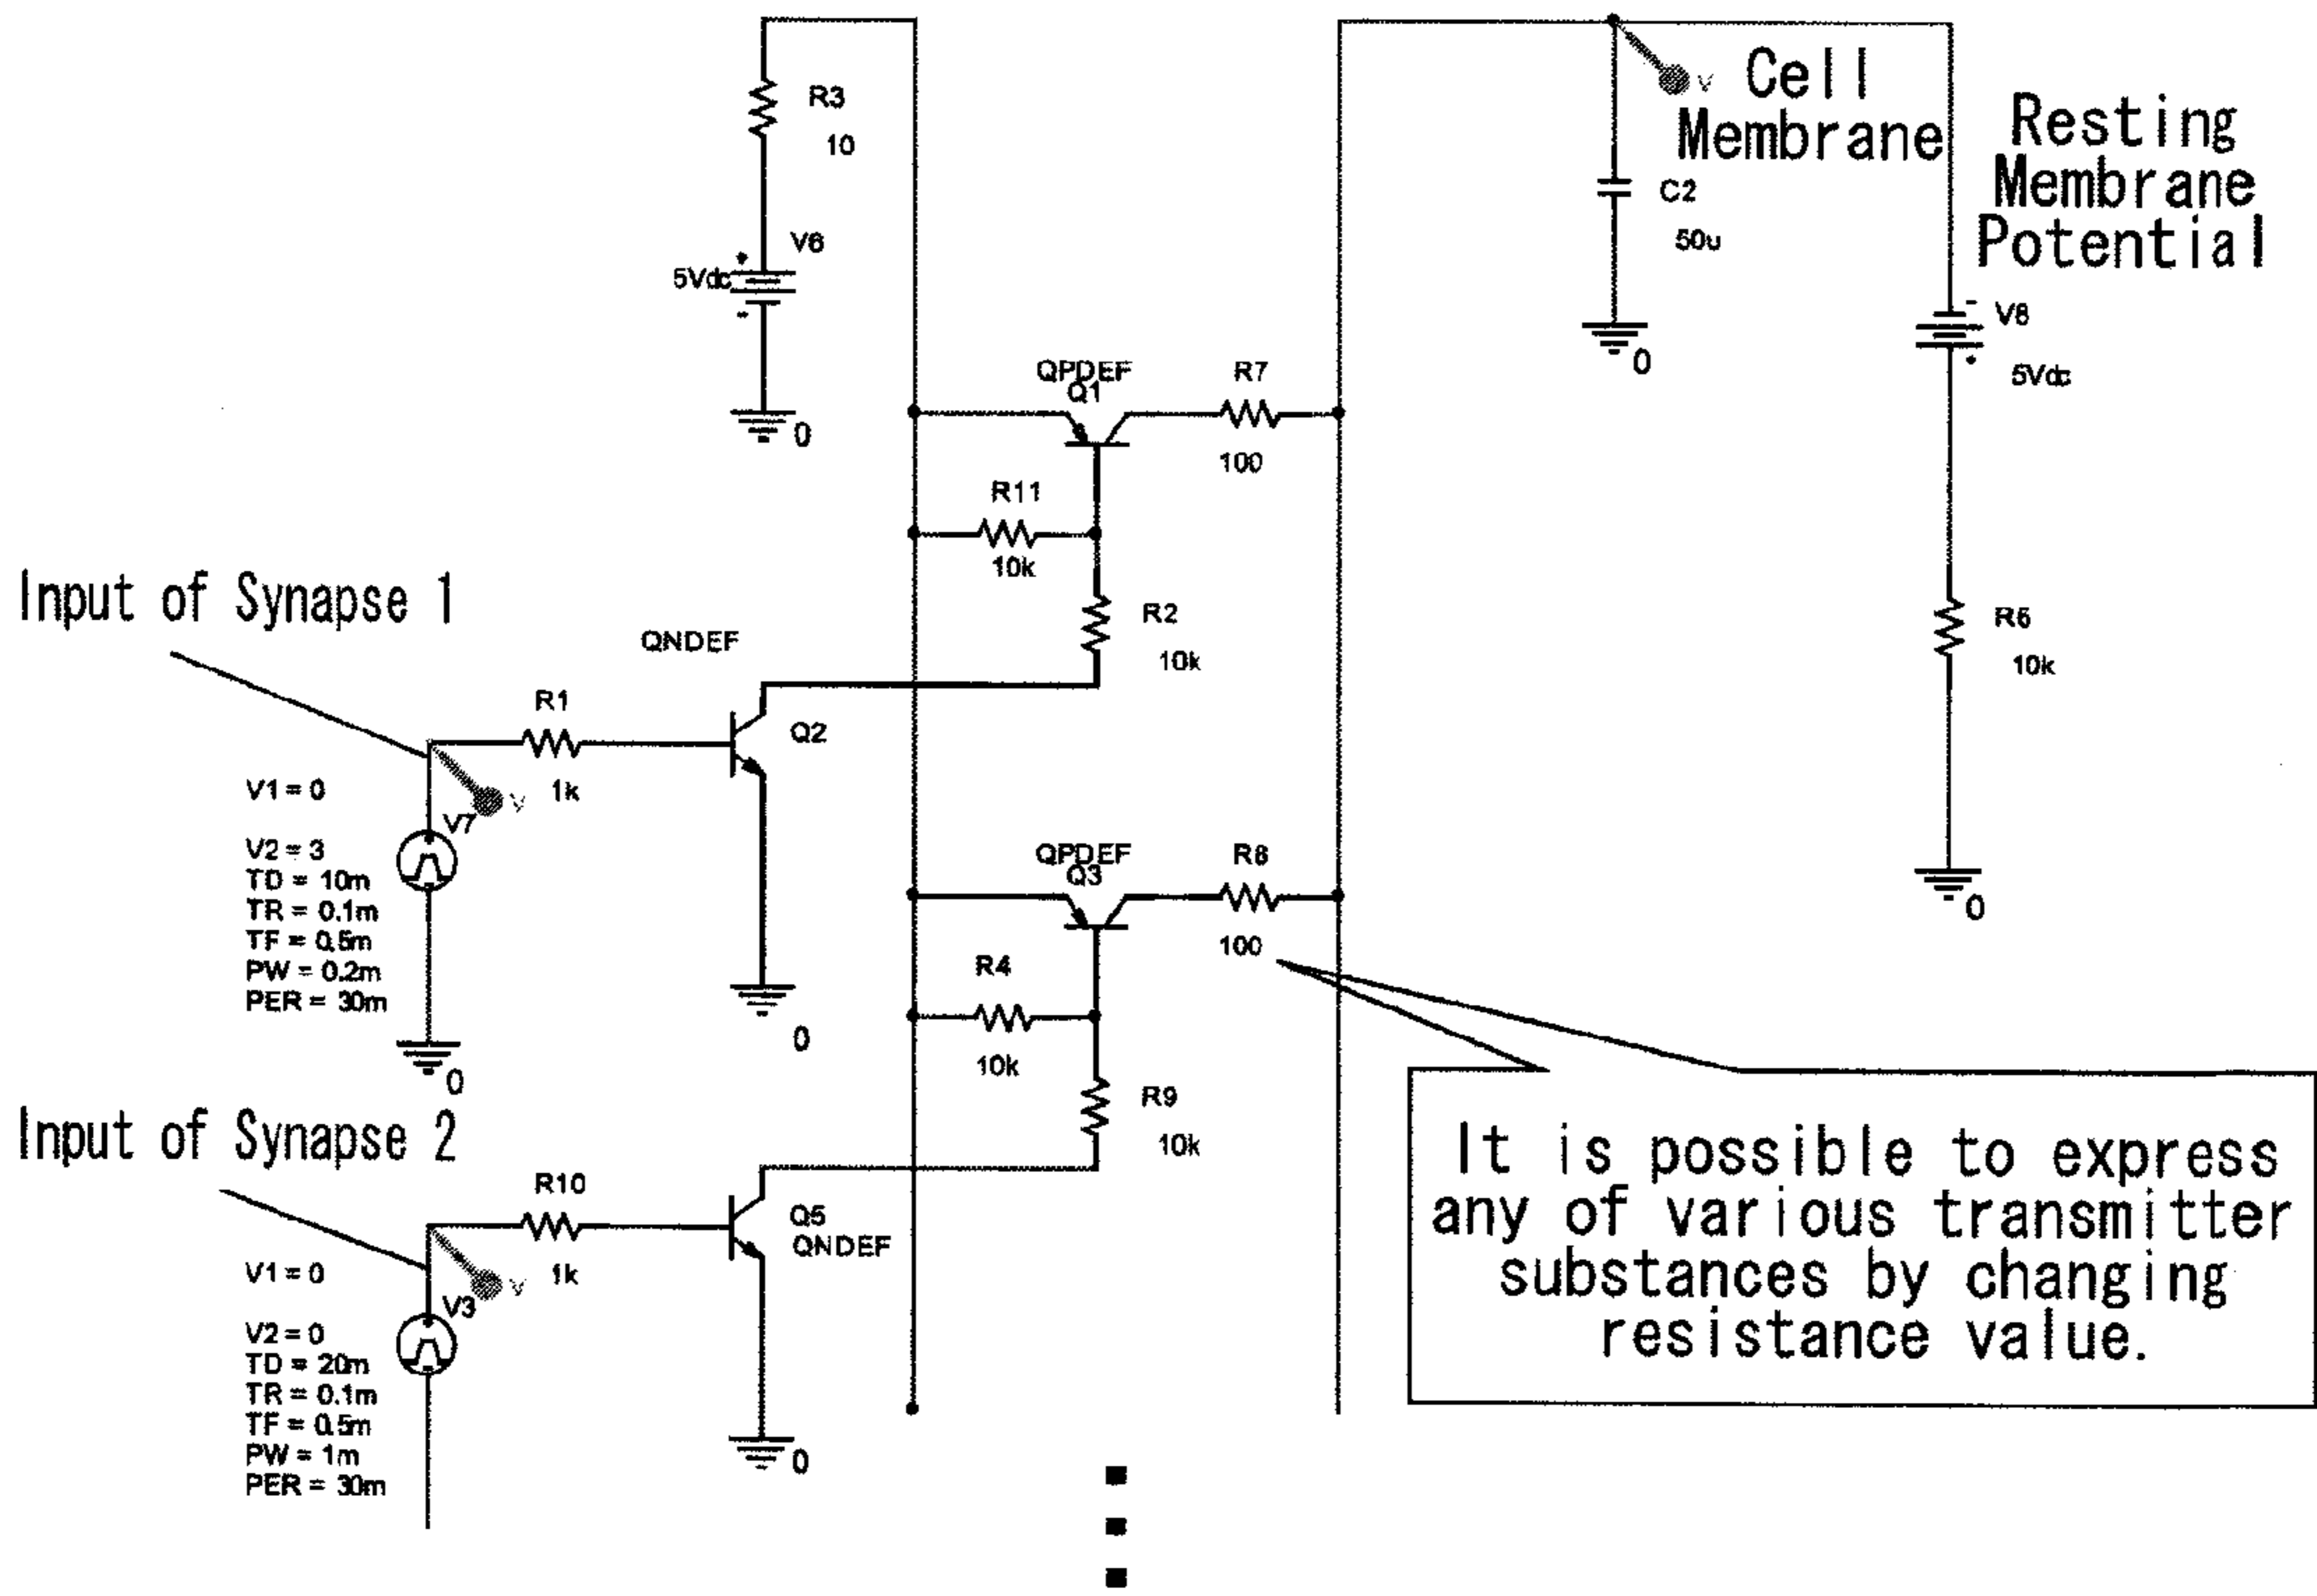 R3
10
V6
5Vdc
+
-
0
Cell
Membrane
V
C2
50u
0
Resting
Membrane
Potential
-
V8
+
5Vdc
QPDEF
Q1
R7
100
R11
10k
R2
10k
R5
10k
0
Input of Synapse 1
QNDEF
R1
1k
Q2
V
V1 = 0
V7
V2 = 3
TD = 10m
TR = 0.1m
TF = 0.5m
PW = 0.2m
PER = 30m
0
0
QPDEF
Q3
R8
100
R4
10k
R9
10k
Input of Synapse 2
R10
1k
Q5
QNDEF
V
V1 = 0
V3
V2 = 0
TD = 20m
TR = 0.1m
TF = 0.5m
PW = 1m
PER = 30m
0
It is possible to express
any of various transmitter
substances by changing
resistance value.